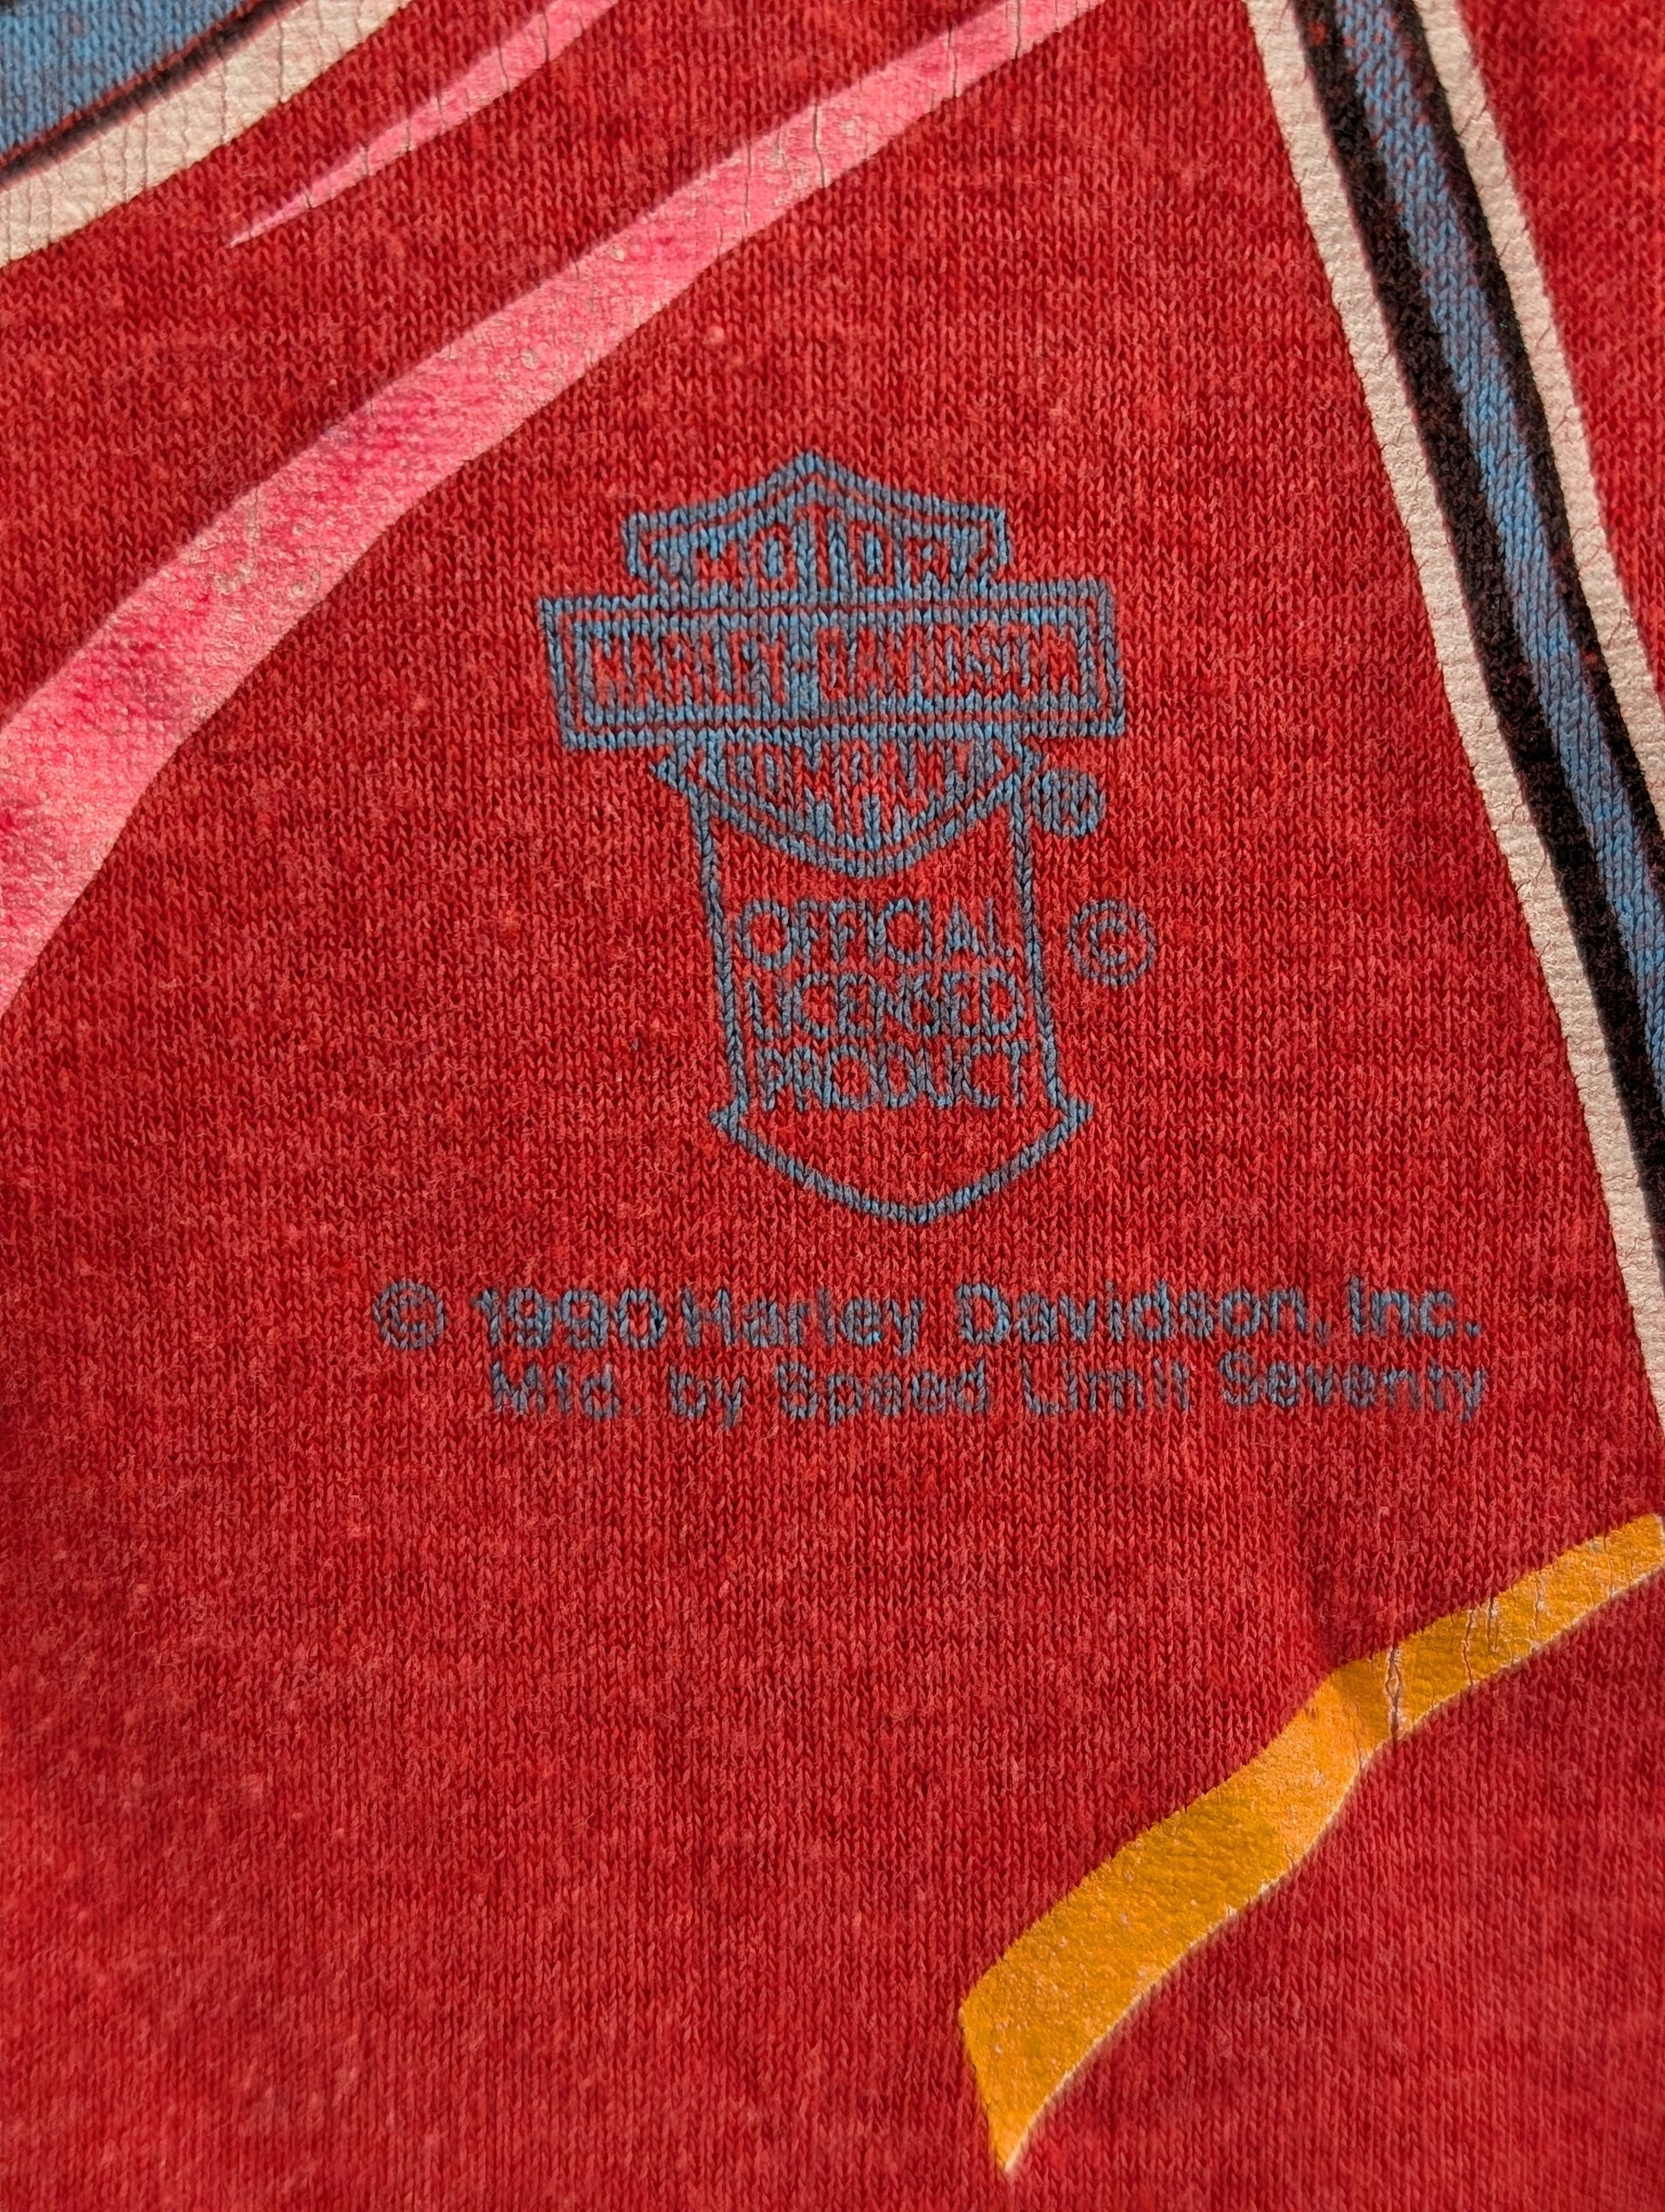 MOTOR
HARLEY-DAVIDSON
COMPANY
®
OFFICIAL ©
LICENSED
PRODUCT
© 1990 Harley Davidson, Inc.
Mfd. by Speed Limit Seventy